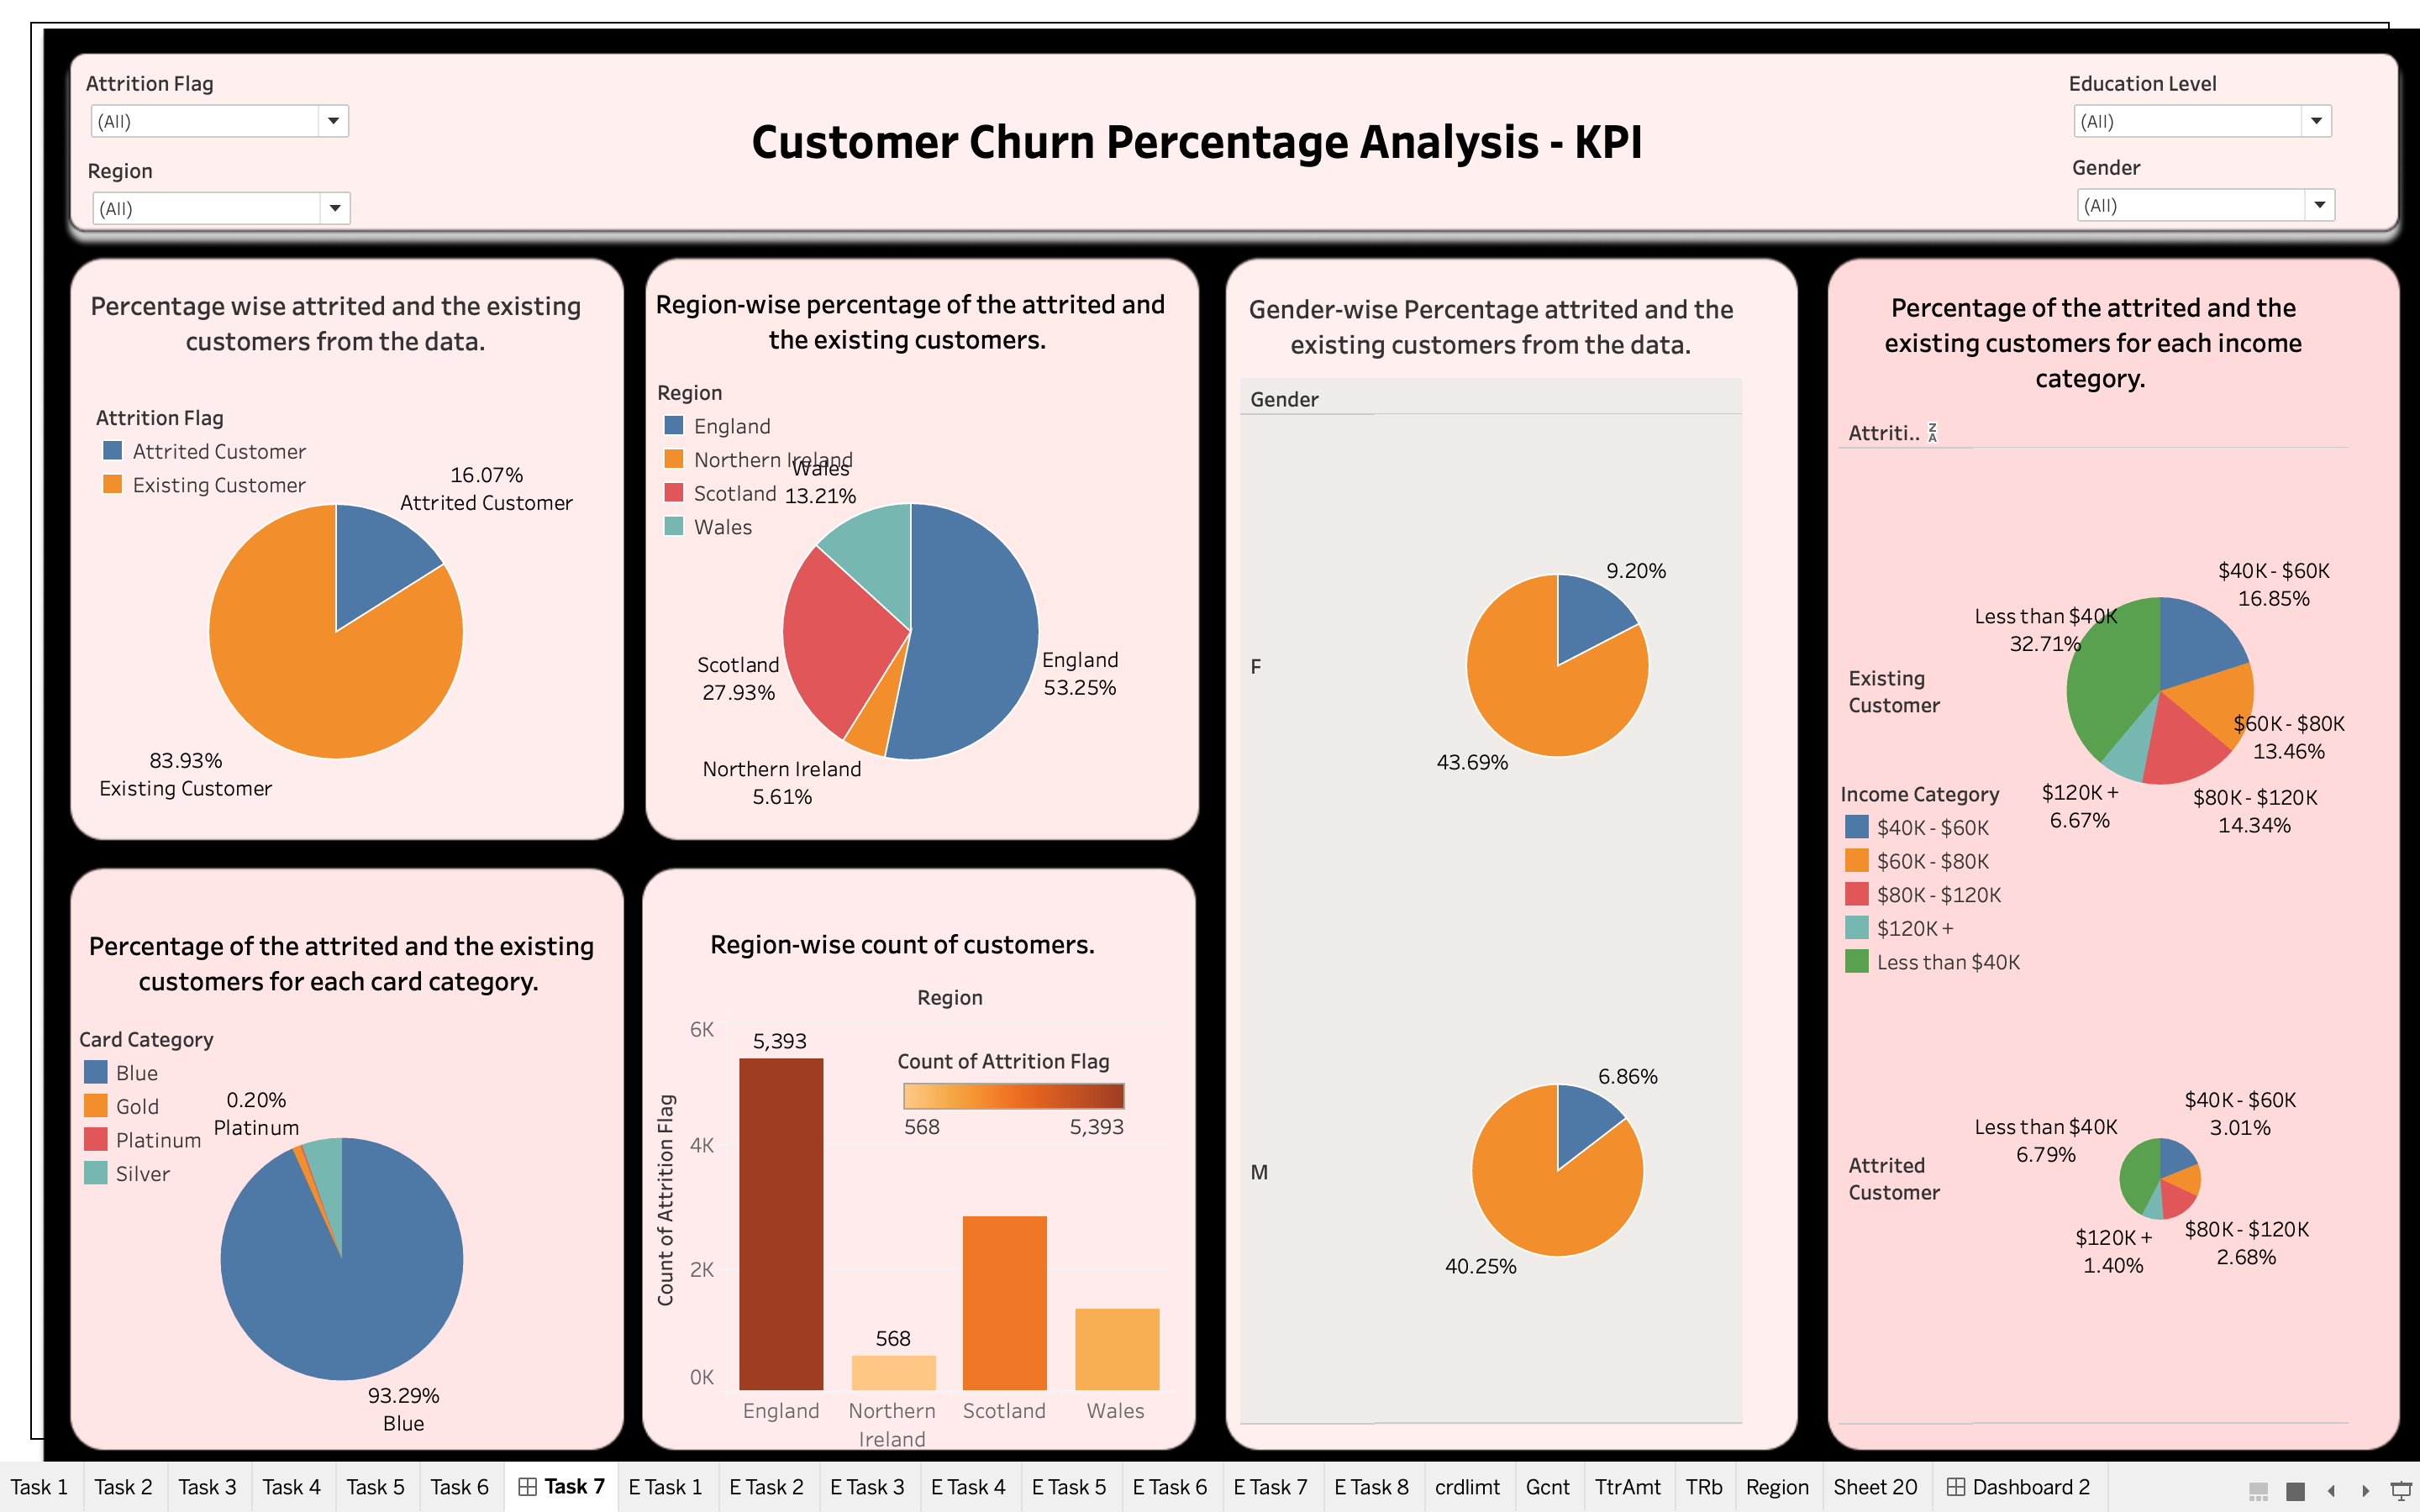 Attrition Flag
(All)
Region
(All)
Customer Churn Percentage Analysis - KPI
Education Level
(All)
Gender
(All)
Percentage wise attrited and the existing
customers from the data.
Attrition Flag
Attrited Customer
Existing Customer
16.07%
Attrited Customer
83.93%
Existing Customer
Region-wise percentage of the attrited and
the existing customers.
Region
England
Northern Ireland
Scotland
Wales
Wales
13.21%
Scotland
27.93%
England
53.25%
Northern Ireland
5.61%
Gender-wise Percentage attrited and the
existing customers from the data.
Gender
F
9.20%
43.69%
M
6.86%
40.25%
Percentage of the attrited and the
existing customers for each income
category.
Attriti..
Existing
Customer
$40K - $60K
16.85%
Less than $40K
32.71%
$60K - $80K
13.46%
$120K +
6.67%
$80K - $120K
14.34%
Income Category
$40K - $60K
$60K - $80K
$80K - $120K
$120K +
Less than $40K
Attrited
Customer
$40K - $60K
3.01%
Less than $40K
6.79%
$120K +
1.40%
$80K - $120K
2.68%
Percentage of the attrited and the existing
customers for each card category.
Card Category
Blue
Gold
Platinum
Silver
0.20%
Platinum
93.29%
Blue
Region-wise count of customers.
Region
Count of Attrition Flag
6K
4K
2K
0K
5,393
568
Count of Attrition Flag
568
5,393
England
Northern
Ireland
Scotland
Wales
Task 1
Task 2
Task 3
Task 4
Task 5
Task 6
Task 7
E Task 1
E Task 2
E Task 3
E Task 4
E Task 5
E Task 6
E Task 7
E Task 8
crdlimt
Gcnt
TtrAmt
TRb
Region
Sheet 20
Dashboard 2